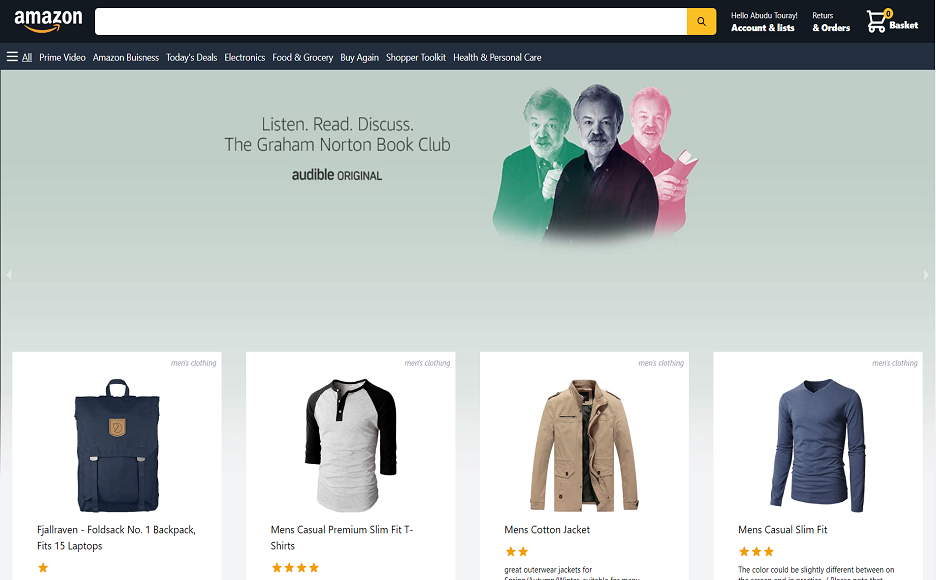 amazon
Hello Abudu Touray!
Account & lists
Returs
& Orders
0
Basket
All Prime Video Amazon Buisness Today's Deals Electronics Food & Grocery Buy Again Shopper Toolkit Health & Personal Care
Listen. Read. Discuss.
The Graham Norton Book Club
audible ORIGINAL
men's clothing
Fjallraven - Foldsack No. 1 Backpack,
Fits 15 Laptops
men's clothing
Mens Casual Premium Slim Fit T-
Shirts
men's clothing
Mens Cotton Jacket
great outerwear jackets for
Spring/Autumn/Winter, suitable for many
men's clothing
Mens Casual Slim Fit
The color could be slightly different between on
the screen and in practice. / Please note that